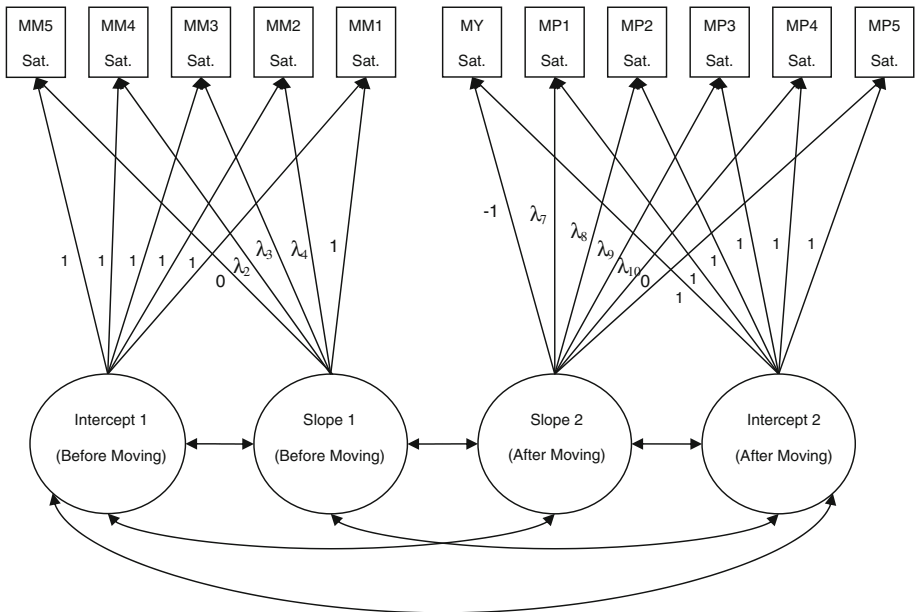 MM5 MM4 MM3 MM2 MM1 MY MP1 MP2 MP3 MP4 MP5
Sat. Sat. Sat. Sat. Sat. Sat. Sat. Sat. Sat. Sat. Sat.
-1 λ7 λ8 λ9 λ10 0 1 1 1 1 1 1
1 1 1 1 1 0 λ2 λ3 λ4 1
Intercept 1 Slope 1 Slope 2 Intercept 2
(Before Moving) (Before Moving) (After Moving) (After Moving)